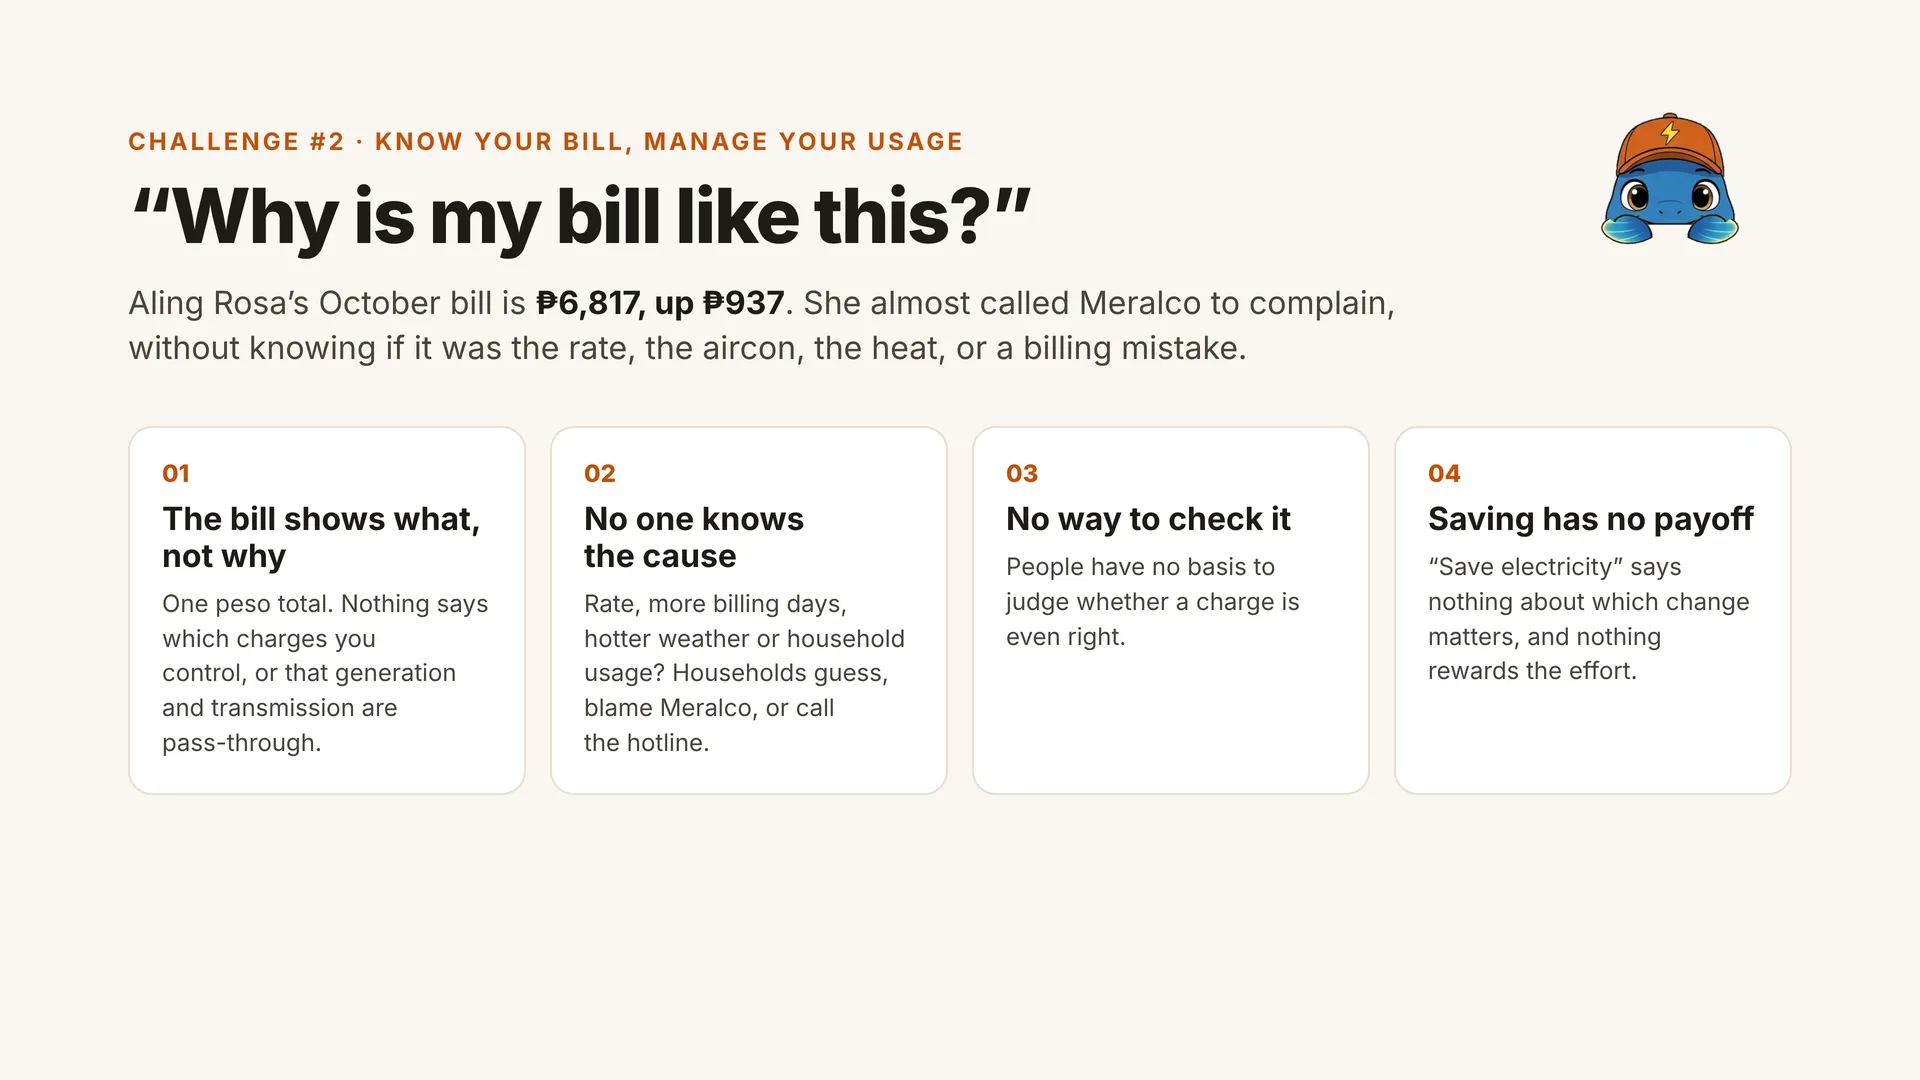 CHALLENGE #2 · KNOW YOUR BILL, MANAGE YOUR USAGE
“Why is my bill like this?”
Aling Rosa’s October bill is ₱6,817, up ₱937. She almost called Meralco to complain,
without knowing if it was the rate, the aircon, the heat, or a billing mistake.
01
The bill shows what,
not why
One peso total. Nothing says
which charges you
control, or that generation
and transmission are
pass-through.
02
No one knows
the cause
Rate, more billing days,
hotter weather or household
usage? Households guess,
blame Meralco, or call
the hotline.
03
No way to check it
People have no basis to
judge whether a charge is
even right.
04
Saving has no payoff
“Save electricity” says
nothing about which change
matters, and nothing
rewards the effort.